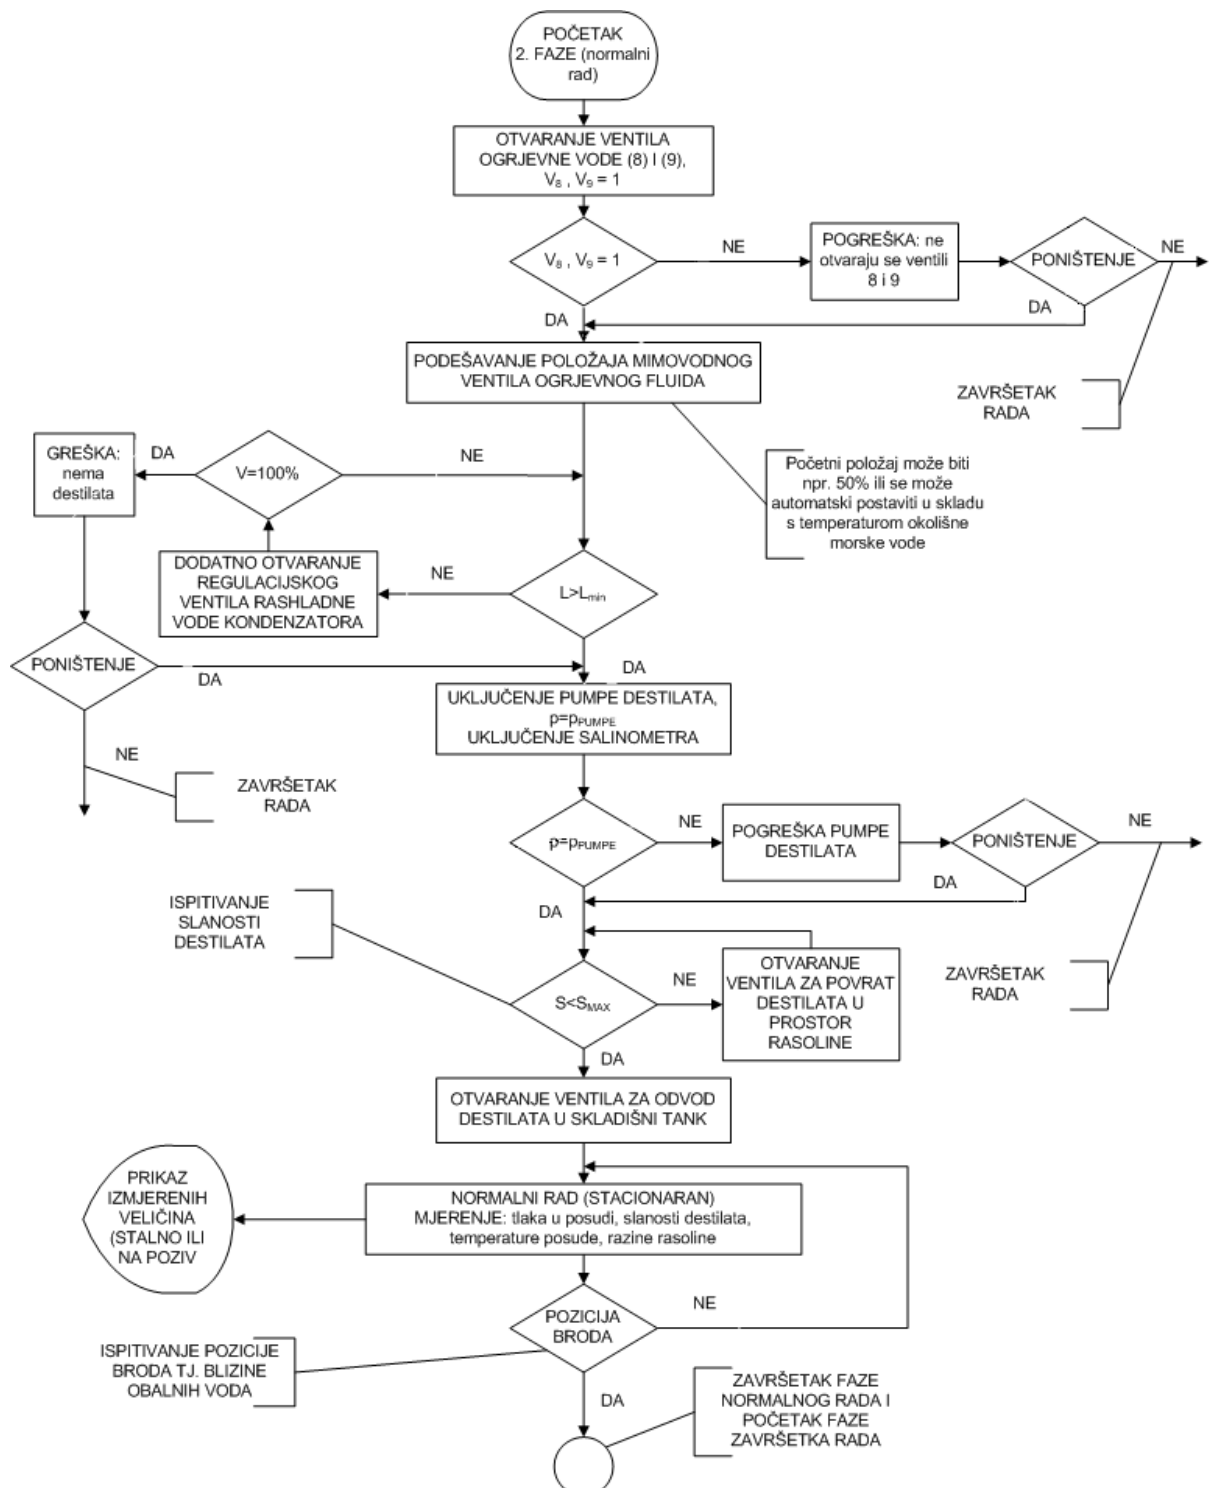 POČETAK
2. FAZE (normalni
rad)
OTVARANJE VENTILA
OGRJEVNE VODE (8) I (9),
V₈ , V₉ = 1
V₈ , V₉ = 1
NE
POGREŠKA: ne
otvaraju se ventili
8 i 9
PONIŠTENJE
NE
DA
DA
PODEŠAVANJE POLOŽAJA MIMOVODNOG
VENTILA OGRJEVNOG FLUIDA
ZAVRŠETAK
RADA
GREŠKA:
nema
destilata
DA
V=100%
NE
Početni položaj može biti
npr. 50% ili se može
automatski postaviti u skladu
s temperaturom okolišne
morske vode
DODATNO OTVARANJE
REGULACIJSKOG
VENTILA RASHLADNE
VODE KONDENZATORA
NE
L>Lmin
PONIŠTENJE
DA
DA
UKLJUČENJE PUMPE DESTILATA,
p=pPUMPE
UKLJUČENJE SALINOMETRA
NE
ZAVRŠETAK
RADA
p=pPUMPE
NE
POGREŠKA PUMPE
DESTILATA
PONIŠTENJE
NE
DA
DA
ISPITIVANJE
SLANOSTI
DESTILATA
S<SMAX
NE
OTVARANJE
VENTILA ZA POVRAT
DESTILATA U
PROSTOR
RASOLINE
ZAVRŠETAK
RADA
DA
OTVARANJE VENTILA ZA ODVOD
DESTILATA U SKLADIŠNI TANK
PRIKAZ
IZMJERENIH
VELIČINA
(STALNO ILI
NA POZIV
NORMALNI RAD (STACIONARAN)
MJERENJE: tlaka u posudi, slanosti destilata,
temperature posude, razine rasoline
POZICIJA
BRODA
NE
ISPITIVANJE POZICIJE
BRODA TJ. BLIZINE
OBALNIH VODA
DA
ZAVRŠETAK FAZE
NORMALNOG RADA I
POČETAK FAZE
ZAVRŠETKA RADA